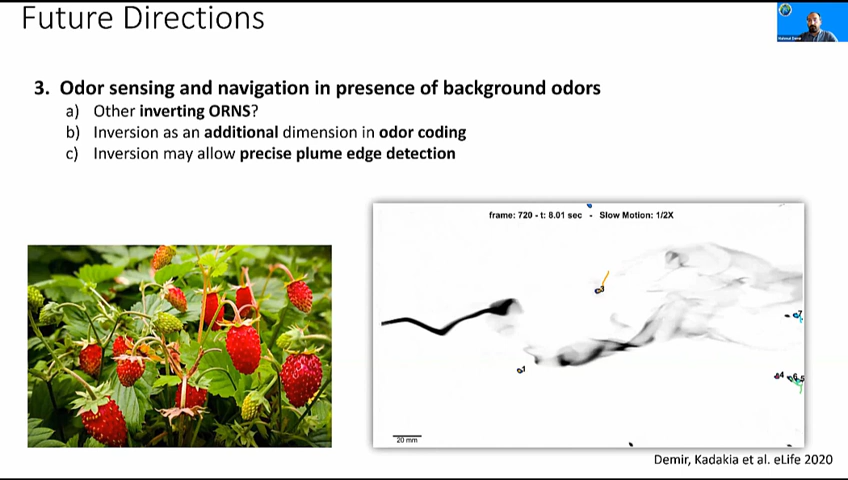 Future Directions
3. Odor sensing and navigation in presence of background odors
a) Other inverting ORNS?
b) Inversion as an additional dimension in odor coding
c) Inversion may allow precise plume edge detection
frame: 720 - t: 8.01 sec - Slow Motion: 1/2X
20 mm
Demir, Kadakia et al. eLife 2020